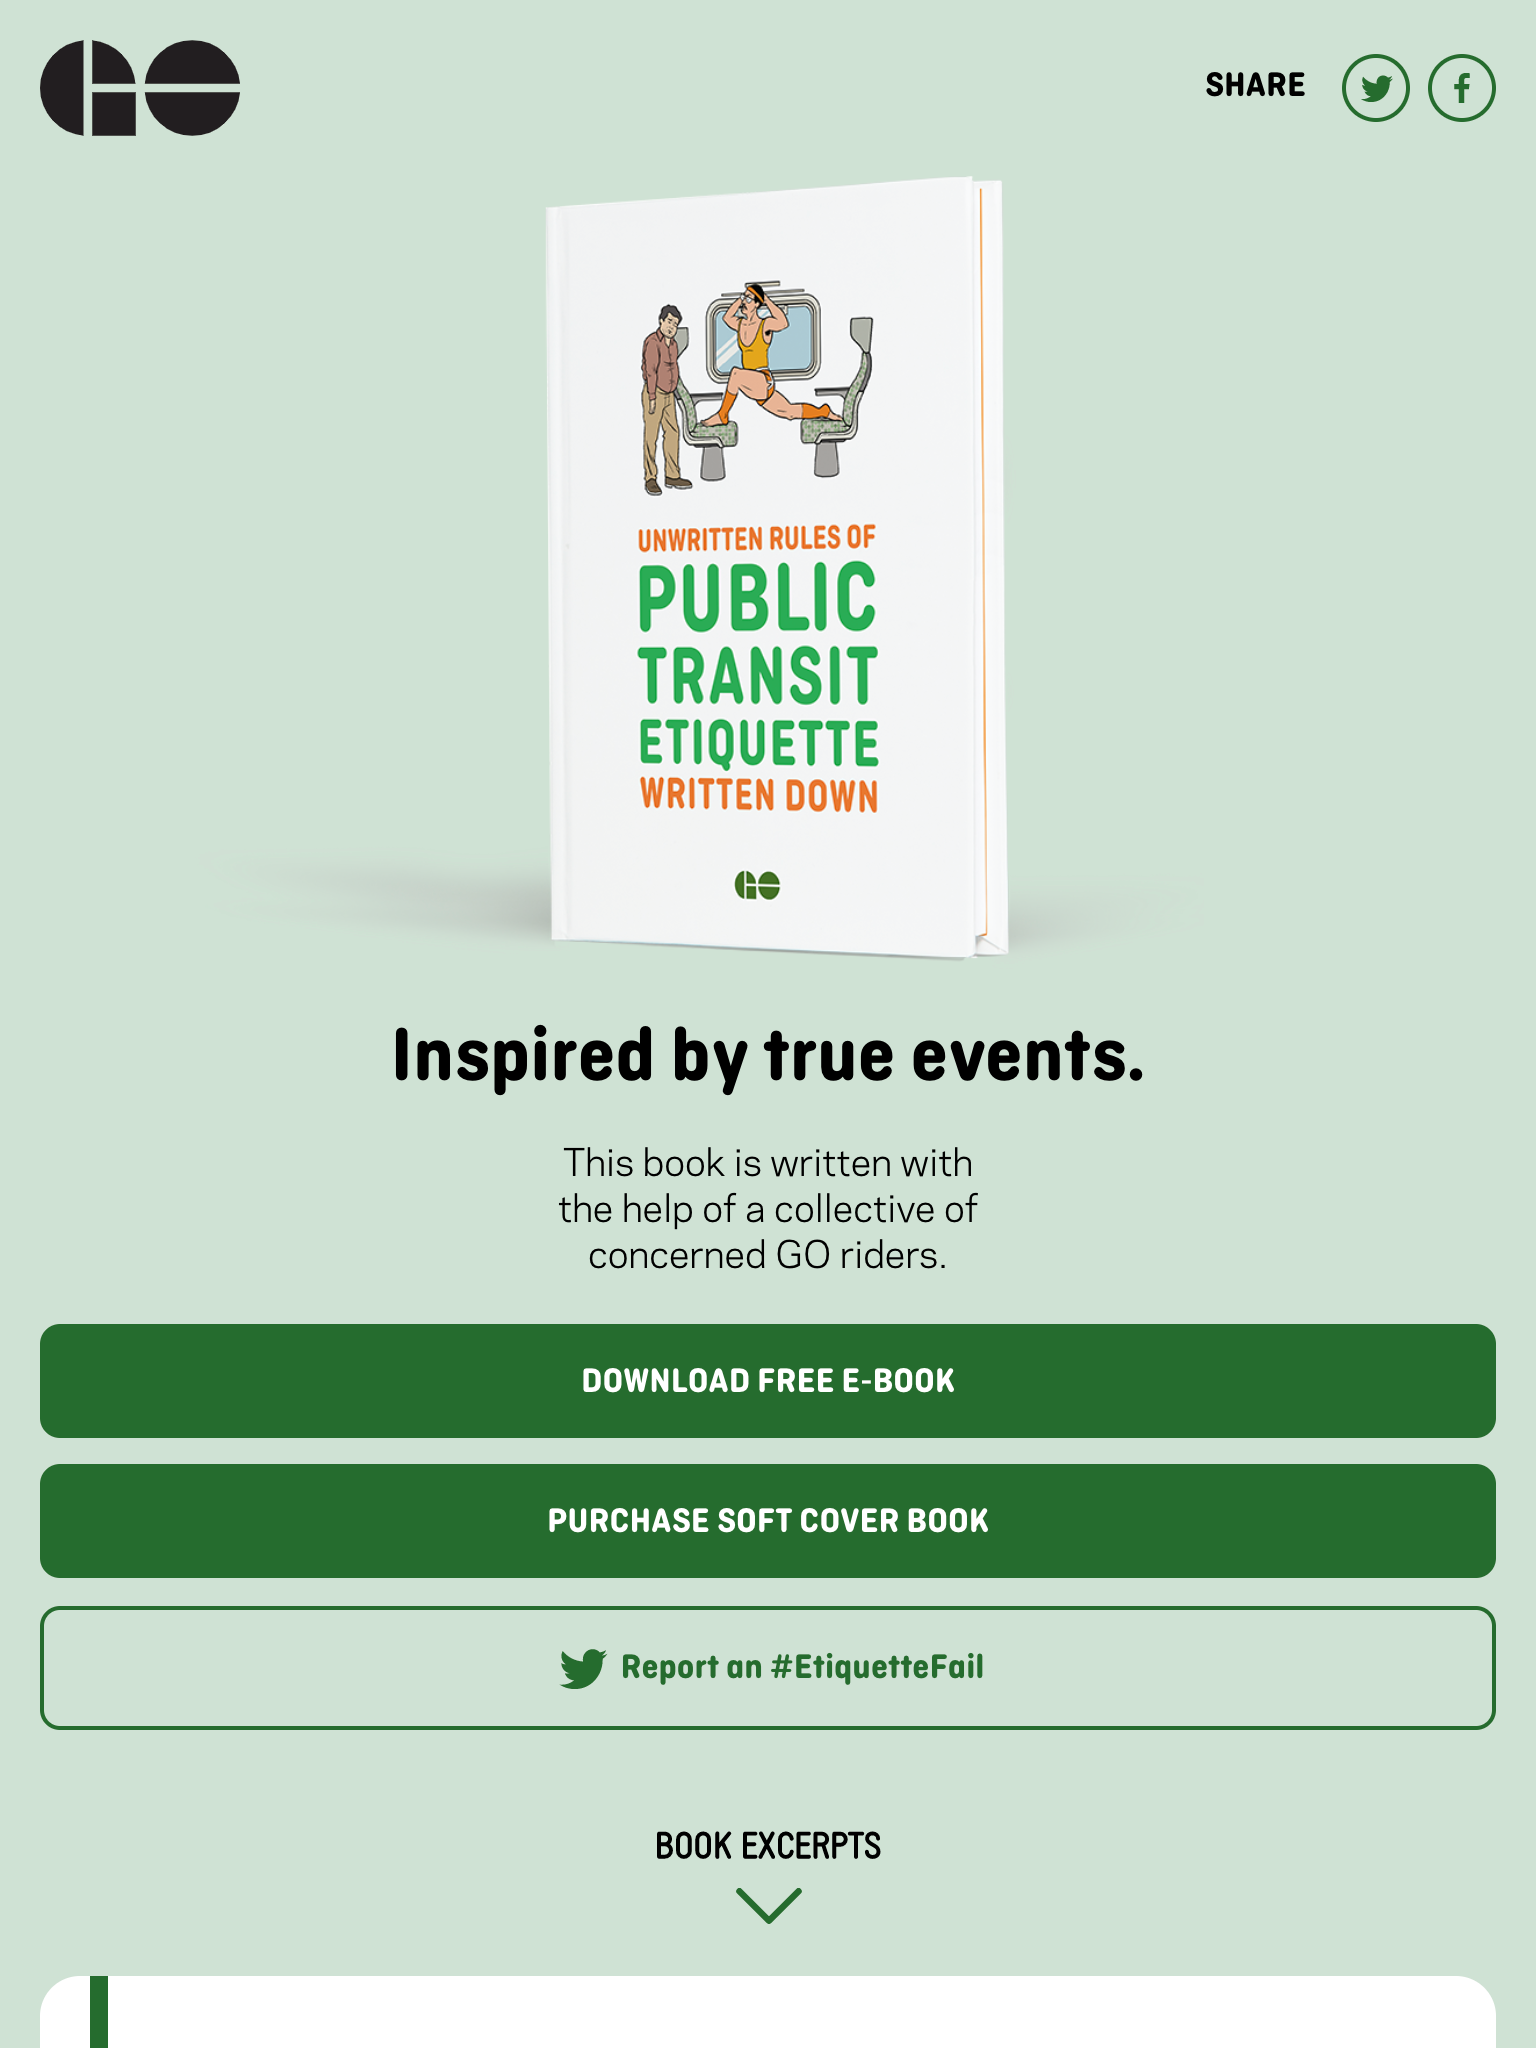 GO
SHARE
UNWRITTEN RULES OF
PUBLIC
TRANSIT
ETIQUETTE
WRITTEN DOWN
GO
Inspired by true events.
This book is written with
the help of a collective of
concerned GO riders.
DOWNLOAD FREE E-BOOK
PURCHASE SOFT COVER BOOK
Report an #EtiquetteFail
BOOK EXCERPTS